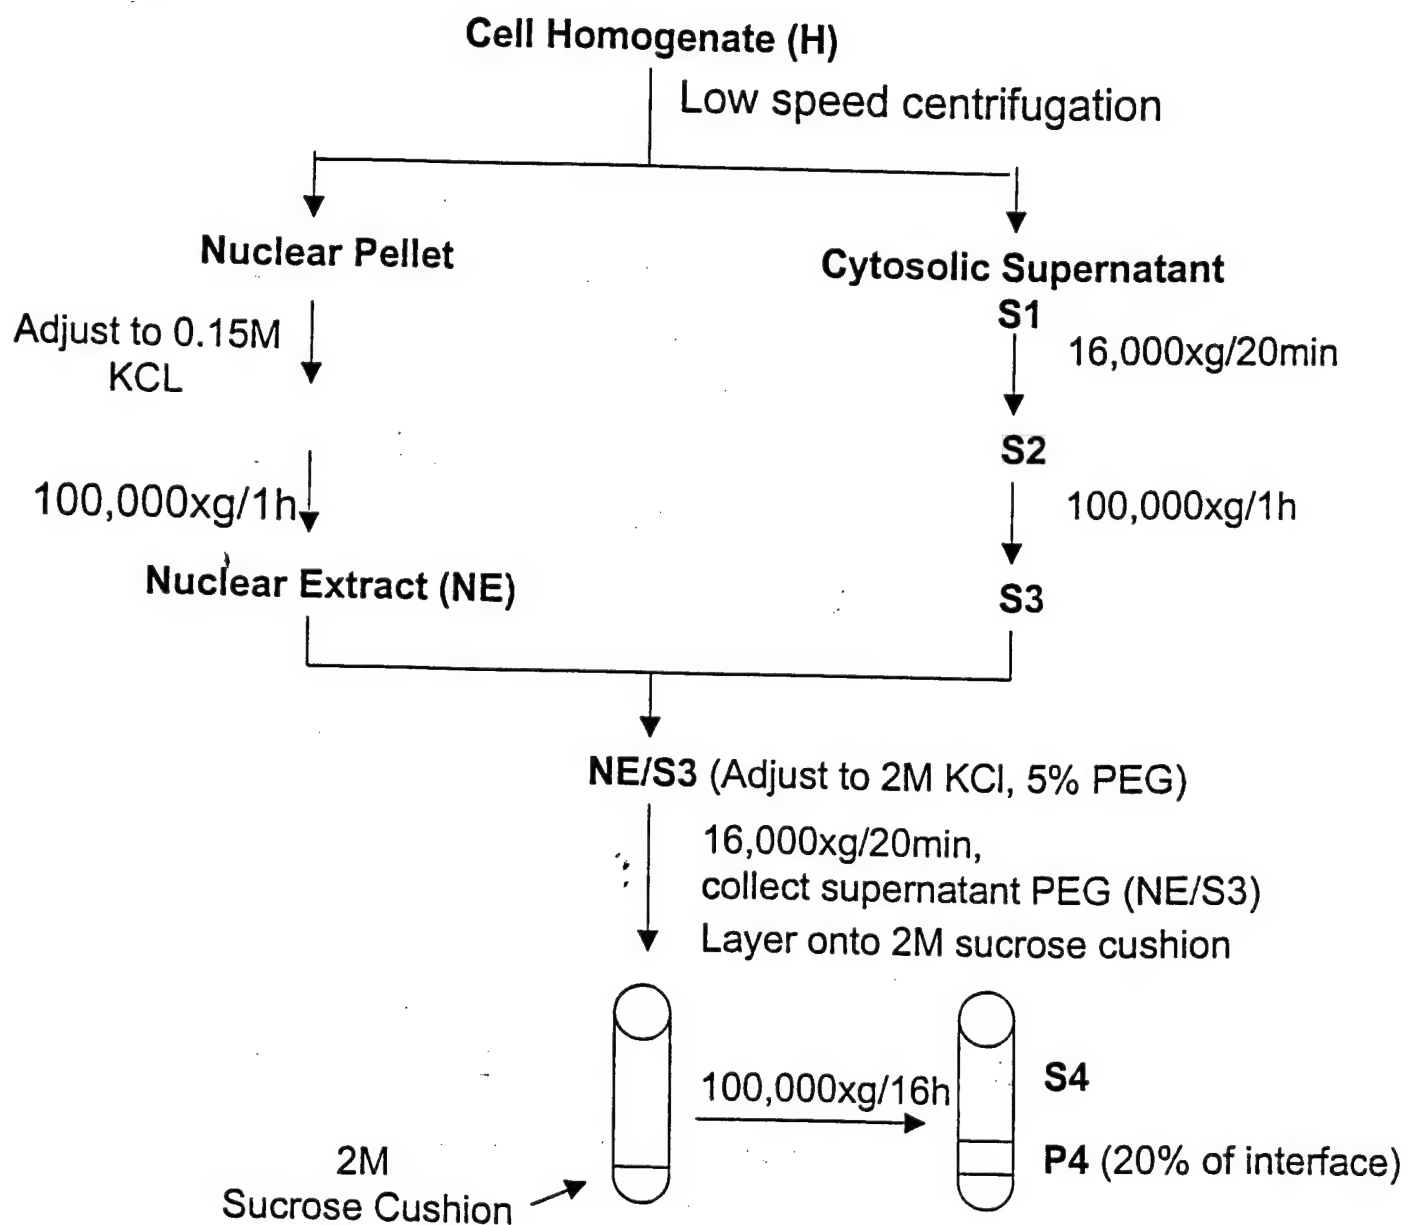 Cell Homogenate (H)
Low speed centrifugation
Nuclear Pellet
Cytosolic Supernatant
S1
Adjust to 0.15M
KCL
16,000xg/20min
S2
100,000xg/1h
100,000xg/1h
Nuclear Extract (NE)
S3
NE/S3 (Adjust to 2M KCl, 5% PEG)
16,000xg/20min,
collect supernatant PEG (NE/S3)
Layer onto 2M sucrose cushion
100,000xg/16h
S4
P4 (20% of interface)
2M
Sucrose Cushion